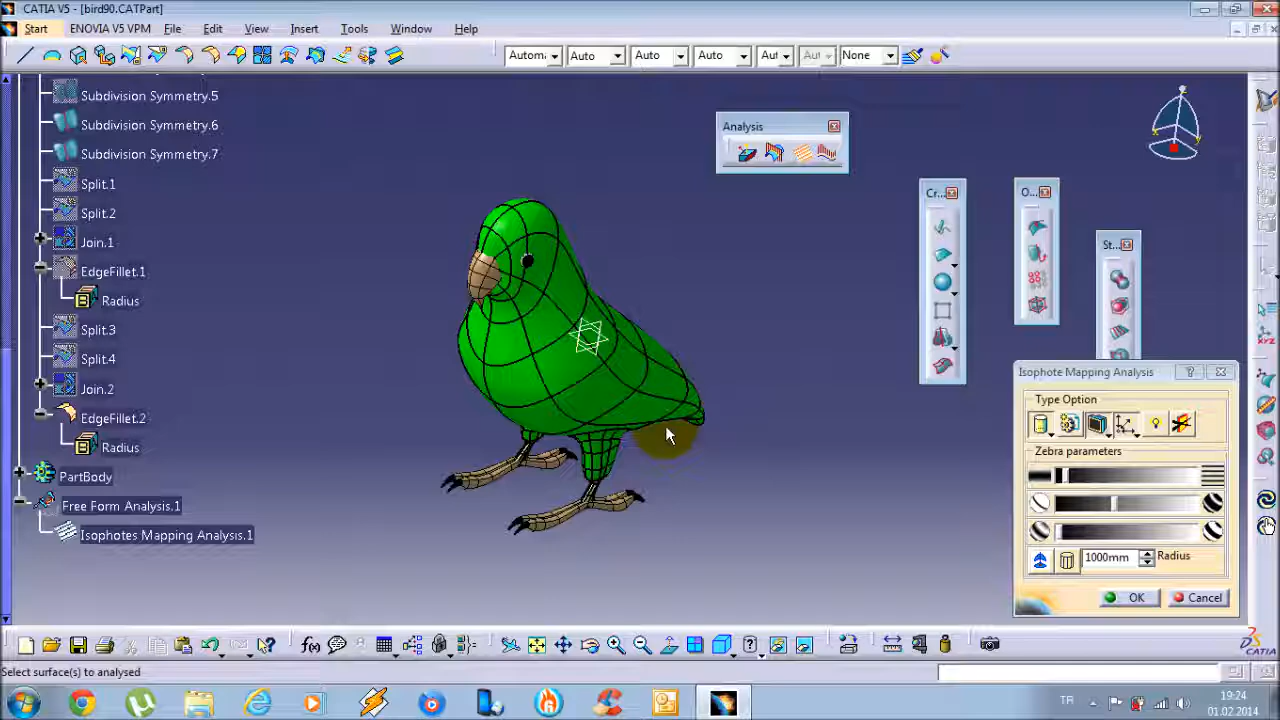 CATIA V5 - [bird90.CATPart]
Start ENOVIA V5 VPM File Edit View Insert Tools Window Help
Autom. Auto Auto Auto Aut Aut None
Subdivision Symmetry.5
Subdivision Symmetry.6
Subdivision Symmetry.7
Split.1
Split.2
Join.1
EdgeFillet.1
Radius
Split.3
Split.4
Join.2
EdgeFillet.2
Radius
PartBody
Free Form Analysis.1
Isophotes Mapping Analysis.1
Analysis
Cr...
O...
St...
Isophote Mapping Analysis
Type Option
Zebra parameters
1000mm Radius
OK Cancel
f(x)
Select surface(s) to analysed
CATIA
TR
19:24
01.02.2014